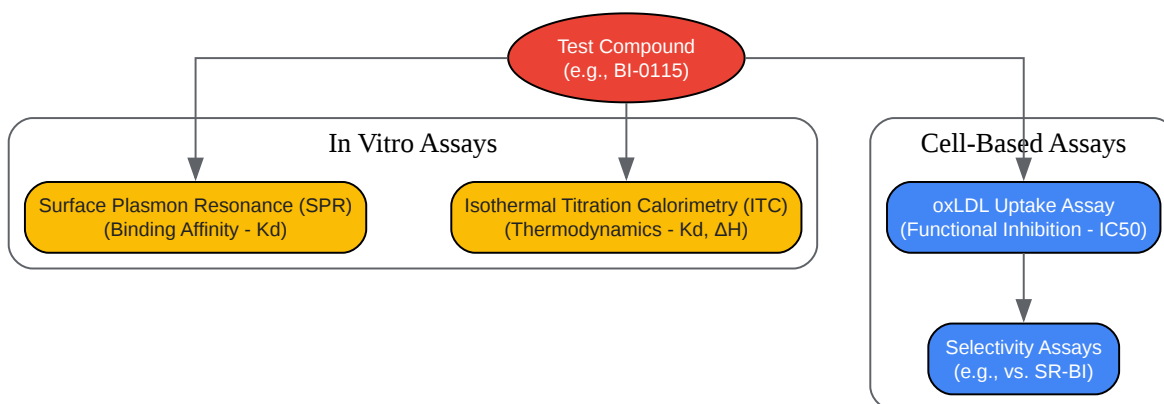 Test Compound
(e.g., BI-0115)
In Vitro Assays
Cell-Based Assays
Surface Plasmon Resonance (SPR)
(Binding Affinity - Kd)
Isothermal Titration Calorimetry (ITC)
(Thermodynamics - Kd, ΔH)
oxLDL Uptake Assay
(Functional Inhibition - IC50)
Selectivity Assays
(e.g., vs. SR-BI)